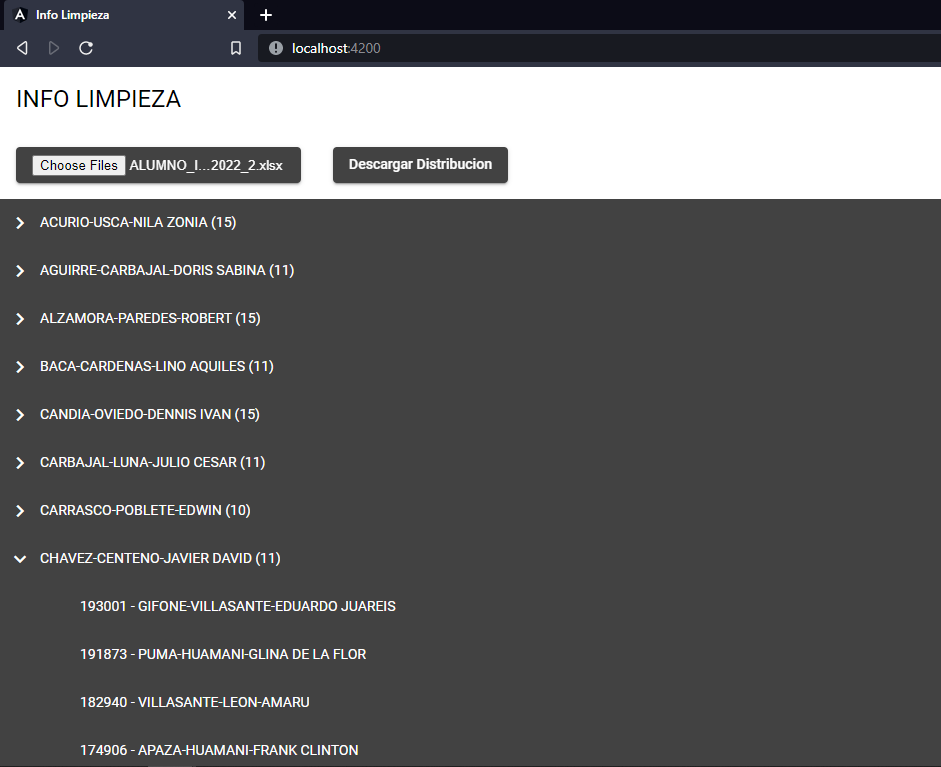 Info Limpieza
localhost:4200
INFO LIMPIEZA
Choose Files ALUMNO_I...2022_2.xlsx Descargar Distribucion
ACURIO-USCA-NILA ZONIA (15)
AGUIRRE-CARBAJAL-DORIS SABINA (11)
ALZAMORA-PAREDES-ROBERT (15)
BACA-CARDENAS-LINO AQUILES (11)
CANDIA-OVIEDO-DENNIS IVAN (15)
CARBAJAL-LUNA-JULIO CESAR (11)
CARRASCO-POBLETE-EDWIN (10)
CHAVEZ-CENTENO-JAVIER DAVID (11)
193001 - GIFONE-VILLASANTE-EDUARDO JUAREIS
191873 - PUMA-HUAMANI-GLINA DE LA FLOR
182940 - VILLASANTE-LEON-AMARU
174906 - APAZA-HUAMANI-FRANK CLINTON